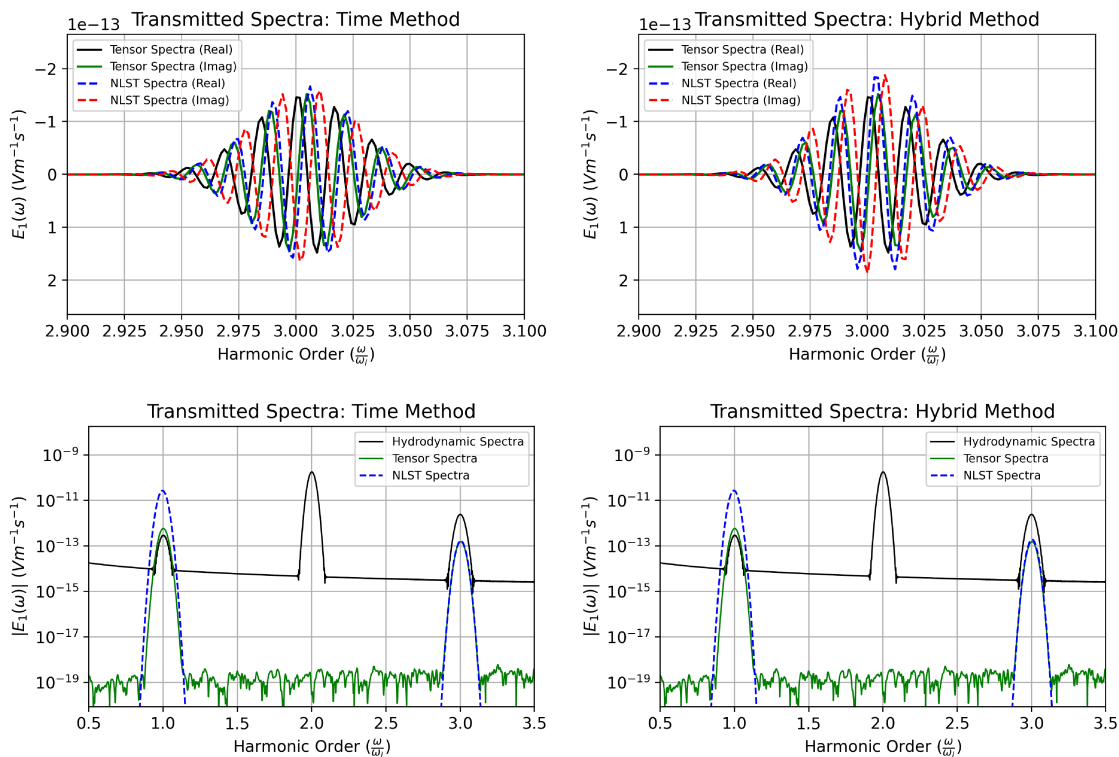 Transmitted Spectra: Time Method
1e−13
Tensor Spectra (Real)
Tensor Spectra (Imag)
NLST Spectra (Real)
NLST Spectra (Imag)
−2
−1
0
1
2
E₁(ω) (Vm⁻¹s⁻¹)
2.900 2.925 2.950 2.975 3.000 3.025 3.050 3.075 3.100
Harmonic Order (ω/ωᵢ)
Transmitted Spectra: Hybrid Method
1e−13
Tensor Spectra (Real)
Tensor Spectra (Imag)
NLST Spectra (Real)
NLST Spectra (Imag)
−2
−1
0
1
2
E₁(ω) (Vm⁻¹s⁻¹)
2.900 2.925 2.950 2.975 3.000 3.025 3.050 3.075 3.100
Harmonic Order (ω/ωᵢ)
Transmitted Spectra: Time Method
Hydrodynamic Spectra
Tensor Spectra
NLST Spectra
10⁻⁹
10⁻¹¹
10⁻¹³
10⁻¹⁵
10⁻¹⁷
10⁻¹⁹
|E₁(ω)| (Vm⁻¹s⁻¹)
0.5 1.0 1.5 2.0 2.5 3.0 3.5
Harmonic Order (ω/ωᵢ)
Transmitted Spectra: Hybrid Method
Hydrodynamic Spectra
Tensor Spectra
NLST Spectra
10⁻⁹
10⁻¹¹
10⁻¹³
10⁻¹⁵
10⁻¹⁷
10⁻¹⁹
|E₁(ω)| (Vm⁻¹s⁻¹)
0.5 1.0 1.5 2.0 2.5 3.0 3.5
Harmonic Order (ω/ωᵢ)